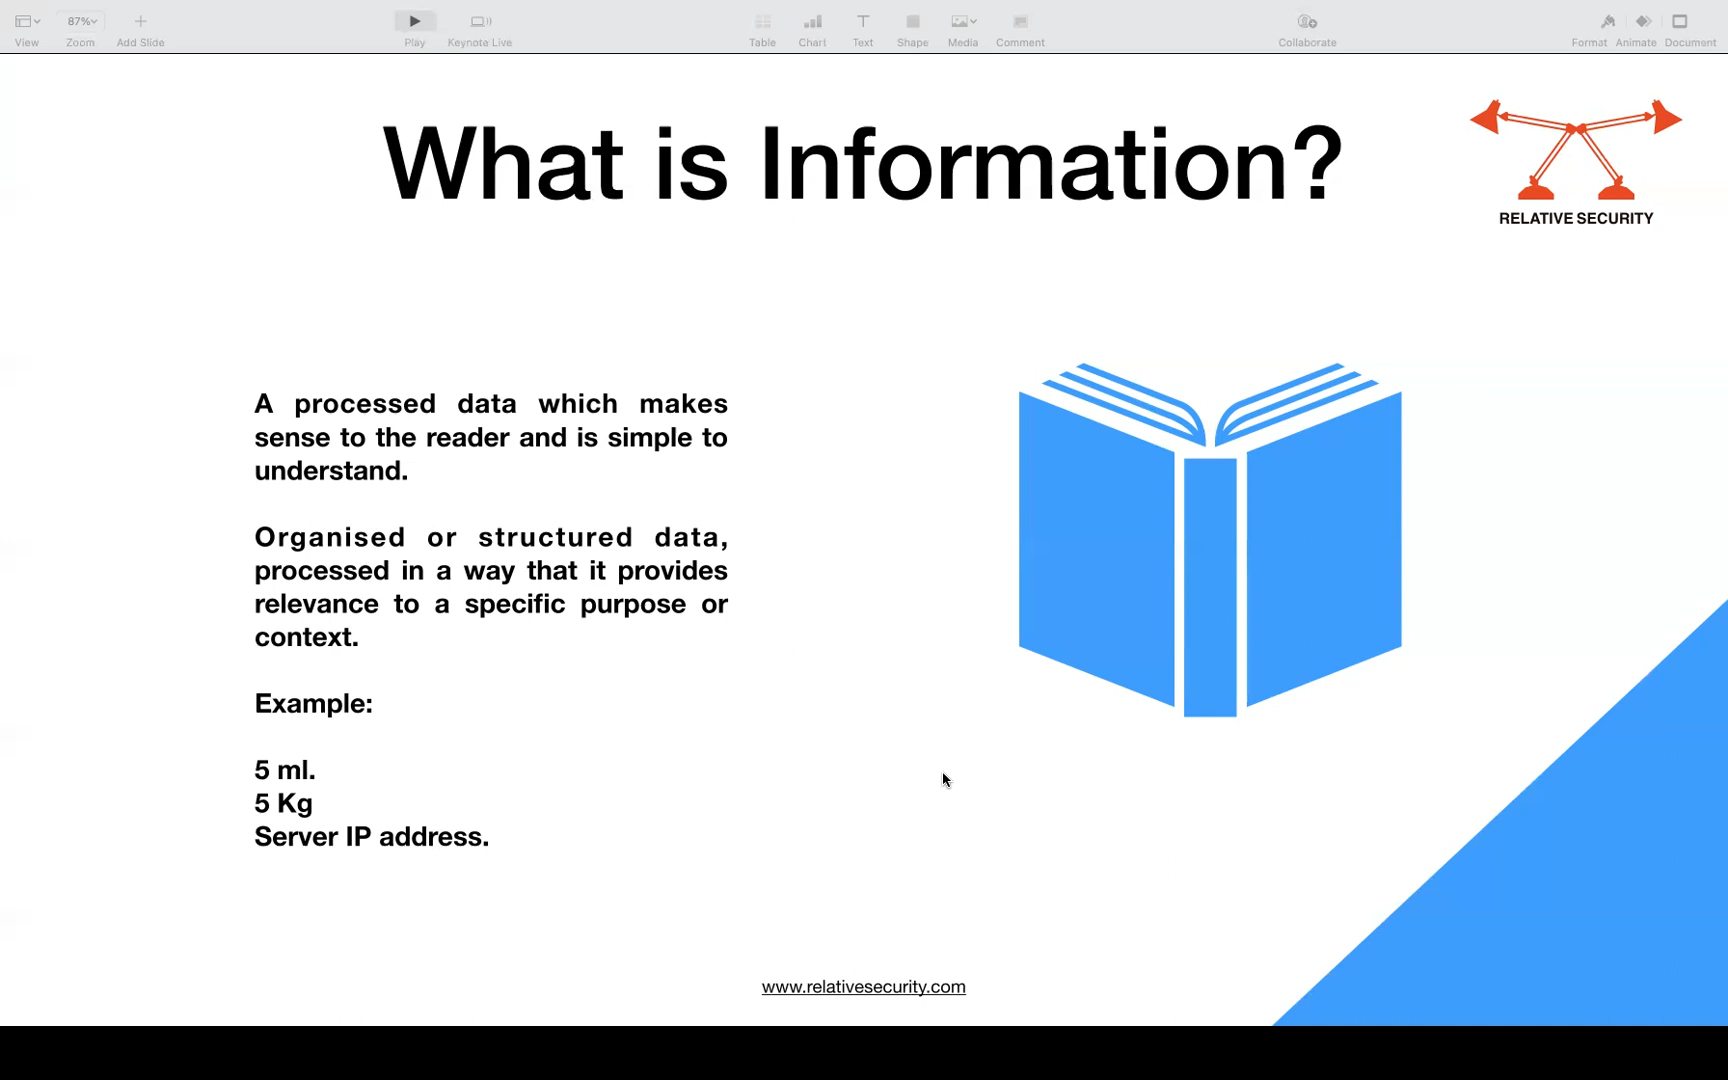 87%
View
Zoom
Add Slide
Play
Keynote Live
Table
Chart
Text
Shape
Media
Comment
Collaborate
Format
Animate
Document
What is Information?
RELATIVE SECURITY
A processed data which makes
sense to the reader and is simple to
understand.
Organised or structured data,
processed in a way that it provides
relevance to a specific purpose or
context.
Example:
5 ml.
5 Kg
Server IP address.
www.relativesecurity.com